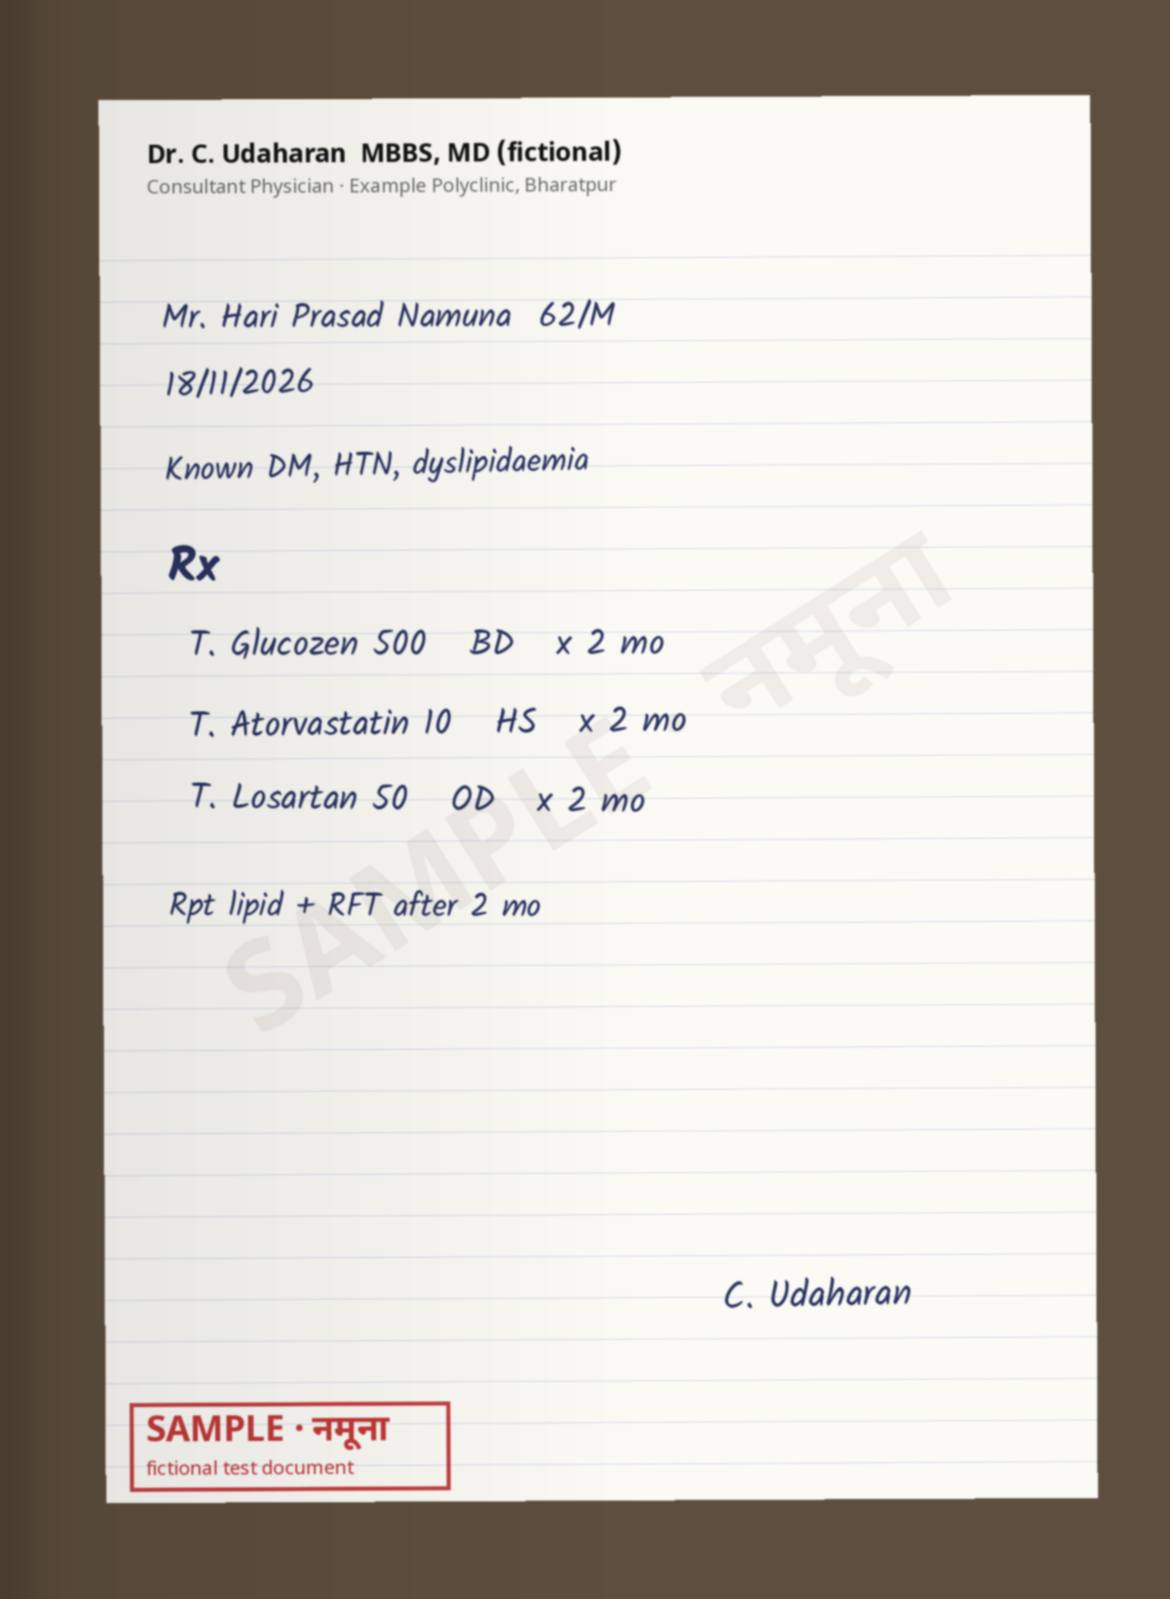 Dr. C. Udaharan MBBS, MD (fictional)
Consultant Physician · Example Polyclinic, Bharatpur
Mr. Hari Prasad Namuna 62/M
18/11/2026
Known DM, HTN, dyslipidaemia
Rx
T. Glucozen 500 BD x 2 mo
T. Atorvastatin 10 HS x 2 mo
T. Losartan 50 OD x 2 mo
Rpt lipid + RFT after 2 mo
SAMPLE नमूना
C. Udaharan
SAMPLE · नमूना
fictional test document